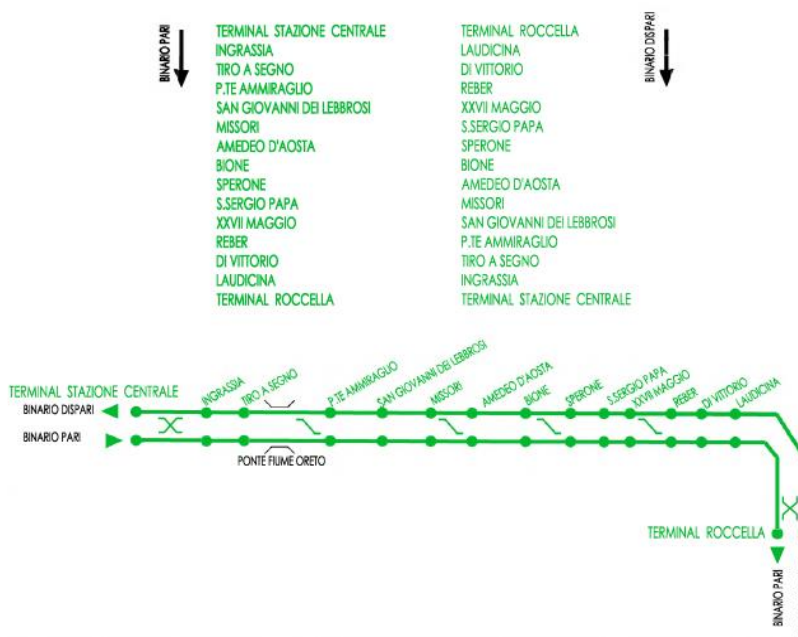 BINARIO PARI
TERMINAL STAZIONE CENTRALE
INGRASSIA
TIRO A SEGNO
P.TE AMMIRAGLIO
SAN GIOVANNI DEI LEBBROSI
MISSORI
AMEDEO D'AOSTA
BIONE
SPERONE
S.SERGIO PAPA
XXVII MAGGIO
REBER
DI VITTORIO
LAUDICINA
TERMINAL ROCCELLA
TERMINAL ROCCELLA
LAUDICINA
DI VITTORIO
REBER
XXVII MAGGIO
S.SERGIO PAPA
SPERONE
BIONE
AMEDEO D'AOSTA
MISSORI
SAN GIOVANNI DEI LEBBROSI
P.TE AMMIRAGLIO
TIRO A SEGNO
INGRASSIA
TERMINAL STAZIONE CENTRALE
BINARIO DISPARI
TERMINAL STAZIONE CENTRALE
INGRASSIA
TIRO A SEGNO
P.TE AMMIRAGLIO
SAN GIOVANNI DEI LEBBROSI
MISSORI
AMEDEO D'AOSTA
BIONE
SPERONE
S.SERGIO PAPA
XXVII MAGGIO
REBER
DI VITTORIO
LAUDICINA
BINARIO DISPARI
BINARIO PARI
PONTE FIUME ORETO
TERMINAL ROCCELLA
BINARIO PARI